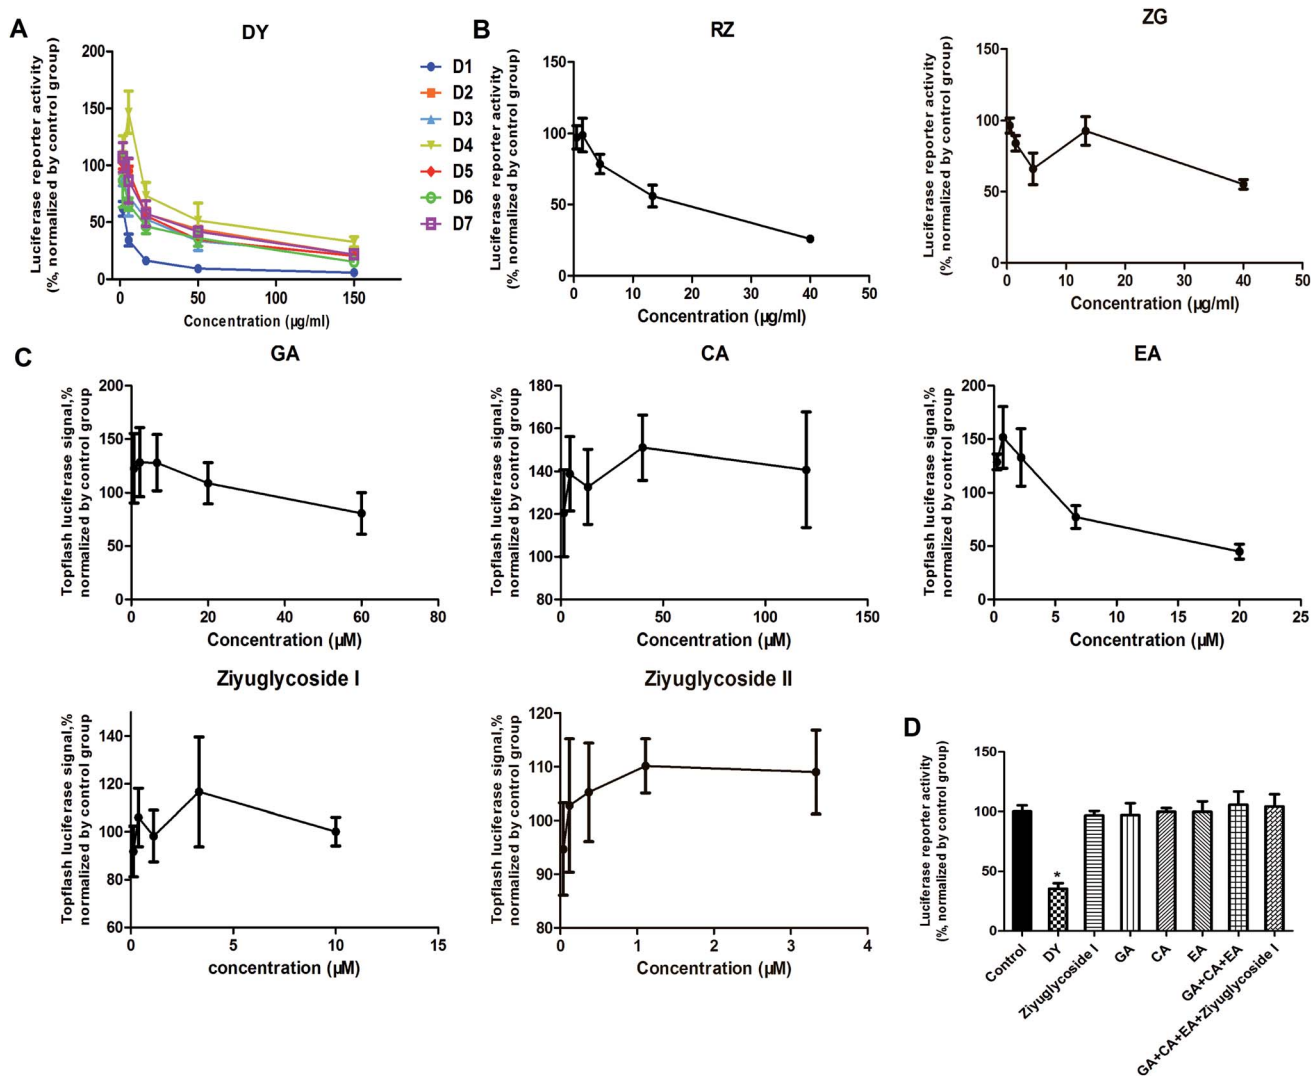 A
DY
Luciferase reporter activity
(%, normalized by control group)
200
150
100
50
0
0
50
100
150
Concentration (µg/ml)
D1
D2
D3
D4
D5
D6
D7
B
RZ
Luciferase reporter activity
(%, normalized by control group)
150
100
50
0
0
10
20
30
40
50
Concentration (µg/ml)
ZG
Luciferase reporter activity
(%, normalized by control group)
150
100
50
0
0
10
20
30
40
50
Concentration (µg/ml)
C
GA
Topflash luciferase signal,%
normalized by control group
200
150
100
50
0
0
20
40
60
80
Concentration (µM)
CA
Topflash luciferase signal,%
normalized by control group
180
160
140
120
100
80
0
50
100
150
Concentration (µM)
EA
Topflash luciferase signal,%
normalized by control group
200
150
100
50
0
0
5
10
15
20
25
Concentration (µM)
Ziyuglycoside I
Topflash luciferase signal,%
normalized by control group
140
120
100
80
60
0
5
10
15
concentration (µM)
Ziyuglycoside II
Topflash luciferase signal,%
normalized by control group
120
110
100
90
80
0
1
2
3
4
Concentration (µM)
D
Luciferase reporter activity
(%, normalized by control group)
150
100
50
0
*
Control
DY
Ziyuglycoside I
GA
CA
EA
GA+CA+EA
GA+CA+EA+Ziyuglycoside I